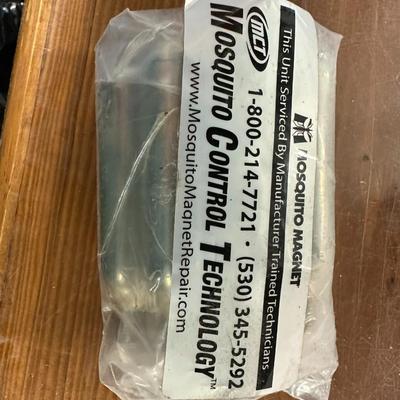 MOSQUITO MAGNET
This Unit Serviced By Manufacturer Trained Technicians
MCT
1-800-214-7721 • (530) 345-5292
MOSQUITO CONTROL TECHNOLOGY™
www.MosquitoMagnetRepair.com